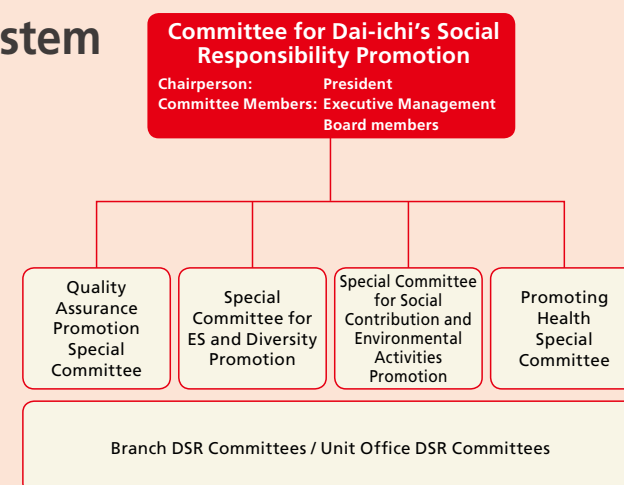 stem
Committee for Dai-ichi's Social
Responsibility Promotion
Chairperson: President
Committee Members: Executive Management
Board members
Quality
Assurance
Promotion
Special
Committee
Special
Committee for
ES and Diversity
Promotion
Special Committee
for Social
Contribution and
Environmental
Activities
Promotion
Promoting
Health
Special
Committee
Branch DSR Committees / Unit Office DSR Committees